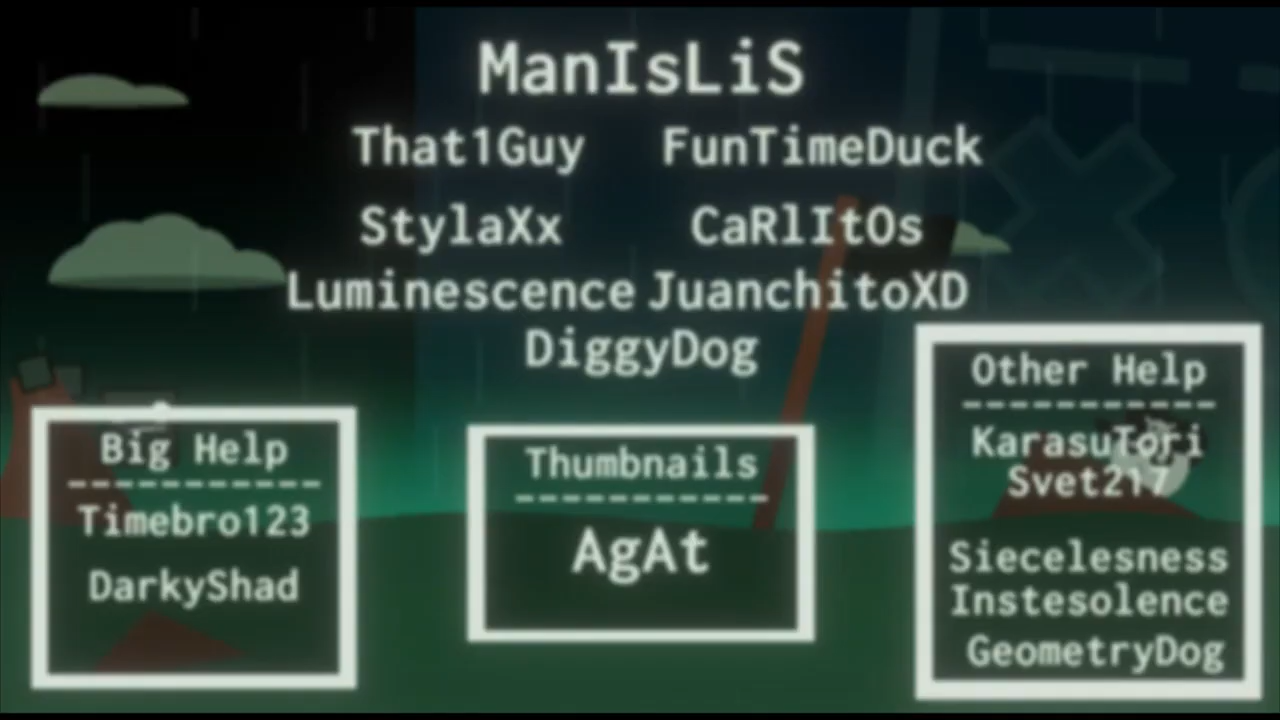 ManIsLiS
That1Guy FunTimeDuck
StylaXx CaRlItOs
Luminescence JuanchitoXD
DiggyDog
Big Help
-----------
Timebro123
DarkyShad
Thumbnails
-----------
AgAt
Other Help
-----------
KarasuTori
Svet217
Siecelesness
Instesolence
GeometryDog